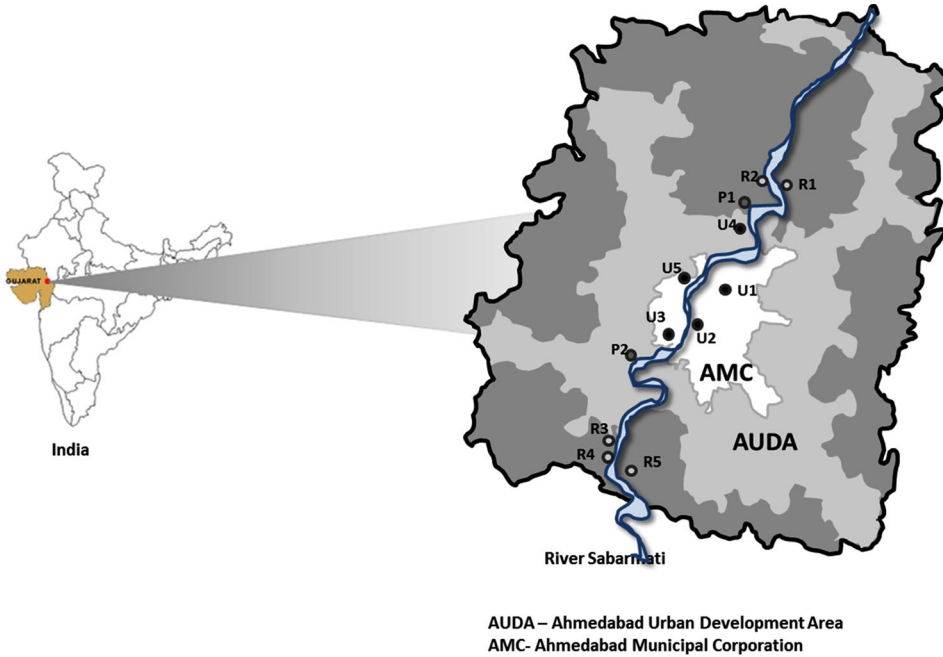 GUJARAT
India
R2
R1
P1
U4
U5
U1
U3
U2
P2
AMC
R3
AUDA
R4
R5
River Sabarmati
AUDA – Ahmedabad Urban Development Area
AMC- Ahmedabad Municipal Corporation